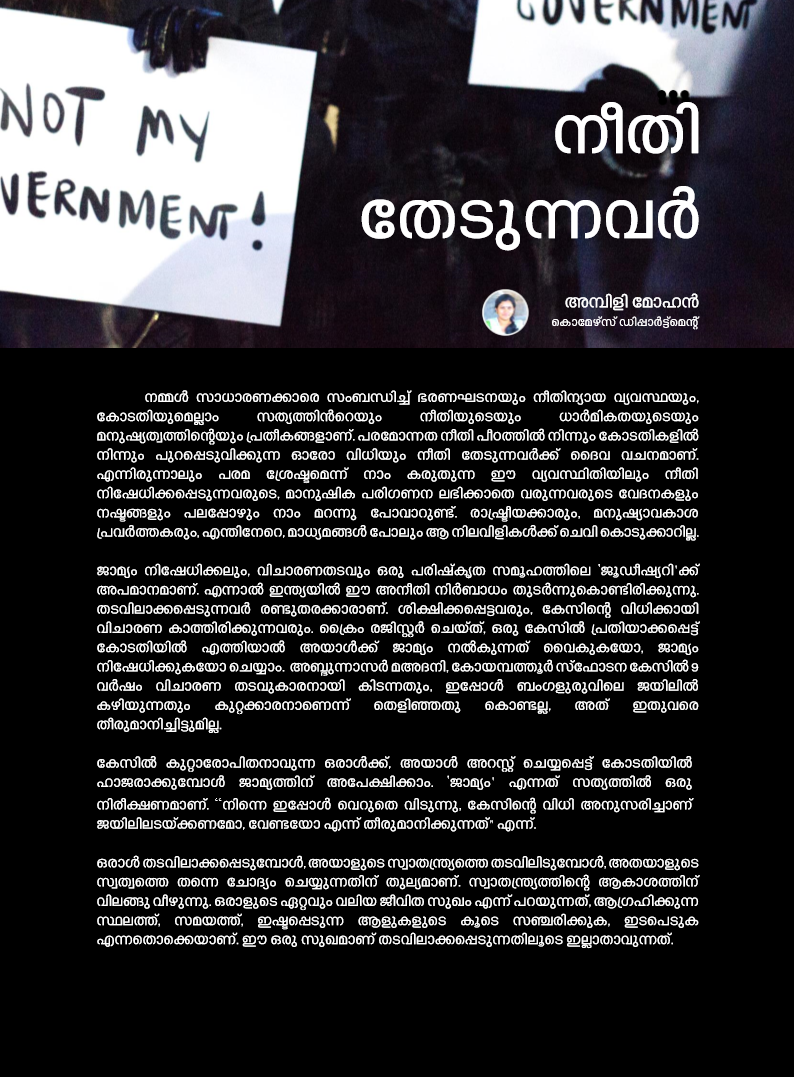 GOVERNMENT
NOT MY
VERNMENT!
നീതി
തേടുന്നവർ
അമ്പിളി മോഹൻ
കൊമേഴ്സ് ഡിപ്പാർട്ട്മെന്റ്
നമ്മൾ സാധാരണക്കാരെ സംബന്ധിച്ച് ഭരണഘടനയും നീതിന്യായ വ്യവസ്ഥയും,
കോടതിയുമെല്ലാം സത്യത്തിൻറെയും നീതിയുടെയും ധാർമികതയുടെയും
മനുഷ്യത്വത്തിന്റെയും പ്രതീകങ്ങളാണ്. പരമോന്നത നീതി പീഠത്തിൽ നിന്നും കോടതികളിൽ
നിന്നും പുറപ്പെടുവിക്കുന്ന ഓരോ വിധിയും നീതി തേടുന്നവർക്ക് ദൈവ വചനമാണ്.
എന്നിരുന്നാലും പരമ ശ്രേഷ്ടമെന്ന് നാം കരുതുന്ന ഈ വ്യവസ്ഥിതിയിലും നീതി
നിഷേധിക്കപ്പെടുന്നവരുടെ, മാനുഷിക പരിഗണന ലഭിക്കാതെ വരുന്നവരുടെ വേദനകളും
നഷ്ടങ്ങളും പലപ്പോഴും നാം മറന്നു പോവാറുണ്ട്. രാഷ്ട്രീയക്കാരും, മനുഷ്യാവകാശ
പ്രവർത്തകരും, എന്തിനേറെ, മാധ്യമങ്ങൾ പോലും ആ നിലവിളികൾക്ക് ചെവി കൊടുക്കാറില്ല.
ജാമ്യം നിഷേധിക്കലും, വിചാരണതടവും ഒരു പരിഷ്കൃത സമൂഹത്തിലെ 'ജൂഡീഷ്യറി'ക്ക്
അപമാനമാണ്. എന്നാൽ ഇന്ത്യയിൽ ഈ അനീതി നിർബാധം തുടർന്നുകൊണ്ടിരിക്കുന്നു.
തടവിലാക്കപ്പെടുന്നവർ രണ്ടുതരക്കാരാണ്. ശിക്ഷിക്കപ്പെട്ടവരും, കേസിന്റെ വിധിക്കായി
വിചാരണ കാത്തിരിക്കുന്നവരും. ക്രൈം രജിസ്റ്റർ ചെയ്ത്, ഒരു കേസിൽ പ്രതിയാക്കപ്പെട്ട്
കോടതിയിൽ എത്തിയാൽ അയാൾക്ക് ജാമ്യം നൽകുന്നത് വൈകുകയോ, ജാമ്യം
നിഷേധിക്കുകയോ ചെയ്യാം. അബ്ദുന്നാസർ മഅദനി, കോയമ്പത്തൂർ സ്ഫോടന കേസിൽ 9
വർഷം വിചാരണ തടവുകാരനായി കിടന്നതും, ഇപ്പോൾ ബംഗളുരുവിലെ ജയിലിൽ
കഴിയുന്നതും കുറ്റക്കാരനാണെന്ന് തെളിഞ്ഞതു കൊണ്ടല്ല, അത് ഇതുവരെ
തീരുമാനിച്ചിട്ടുമില്ല.
കേസിൽ കുറ്റാരോപിതനാവുന്ന ഒരാൾക്ക്, അയാൾ അറസ്റ്റ് ചെയ്യപ്പെട്ട് കോടതിയിൽ
ഹാജരാക്കുമ്പോൾ ജാമ്യത്തിന് അപേക്ഷിക്കാം. 'ജാമ്യം' എന്നത് സത്യത്തിൽ ഒരു
നിരീക്ഷണമാണ്. “നിന്നെ ഇപ്പോൾ വെറുതെ വിടുന്നു, കേസിന്റെ വിധി അനുസരിച്ചാണ്
ജയിലിലടയ്ക്കണമോ, വേണ്ടയോ എന്ന് തീരുമാനിക്കുന്നത്” എന്ന്.
ഒരാൾ തടവിലാക്കപ്പെടുമ്പോൾ, അയാളുടെ സ്വാതന്ത്ര്യത്തെ തടവിലിടുമ്പോൾ, അതയാളുടെ
സ്വത്വത്തെ തന്നെ ചോദ്യം ചെയ്യുന്നതിന് തുല്യമാണ്. സ്വാതന്ത്ര്യത്തിന്റെ ആകാശത്തിന്
വിലങ്ങു വീഴുന്നു. ഒരാളുടെ ഏറ്റവും വലിയ ജീവിത സുഖം എന്ന് പറയുന്നത്, ആഗ്രഹിക്കുന്ന
സ്ഥലത്ത്, സമയത്ത്, ഇഷ്ടപ്പെടുന്ന ആളുകളുടെ കൂടെ സഞ്ചരിക്കുക, ഇടപെടുക
എന്നതൊക്കെയാണ്. ഈ ഒരു സുഖമാണ് തടവിലാക്കപ്പെടുന്നതിലൂടെ ഇല്ലാതാവുന്നത്.